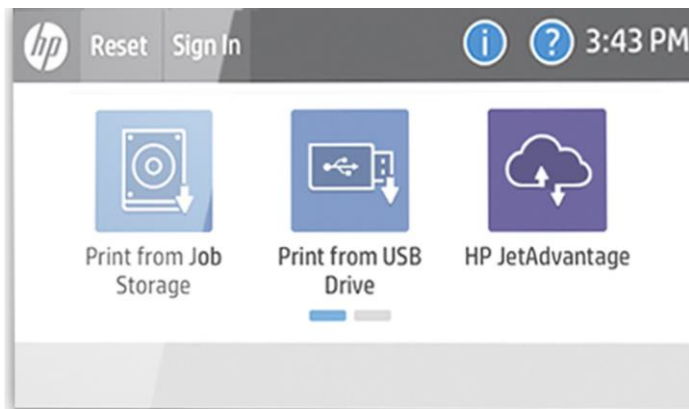 hp
Reset
Sign In
i
?
3:43 PM
Print from Job
Storage
Print from USB
Drive
HP JetAdvantage